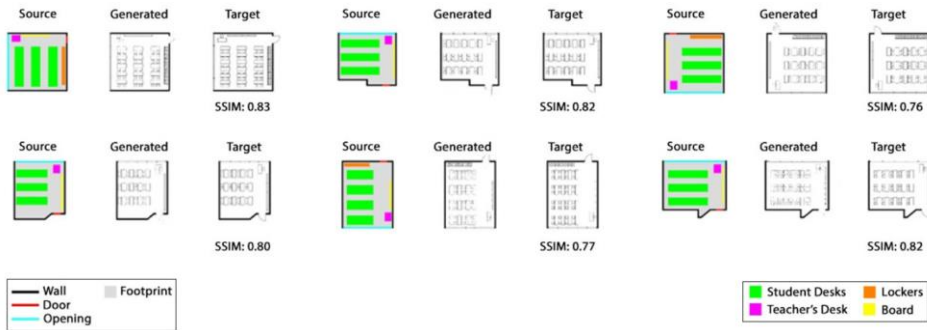 Source Generated Target Source Generated Target Source Generated Target
SSIM: 0.83 SSIM: 0.82 SSIM: 0.76
Source Generated Target Source Generated Target Source Generated Target
SSIM: 0.80 SSIM: 0.77 SSIM: 0.82
Wall Footprint
Door
Opening
Student Desks Lockers
Teacher's Desk Board